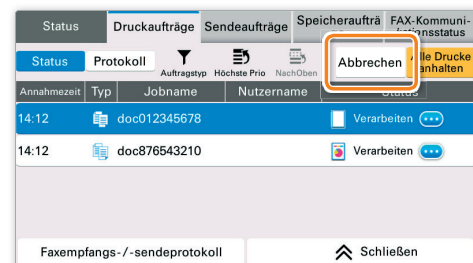 Status
Druckaufträge
Sendeaufträge
Speicheraufträ
FAX-Kommuni-
Status
Protokoll
Auftragstyp
Höchste Prio
NachOben
Abbrechen
Alle Drucke
anhalten
Annahmezeit Typ Jobname Nutzername Status
14:12 doc012345678 Verarbeiten
14:12 doc876543210 Verarbeiten
Faxempfangs-/-sendeprotokoll
Schließen